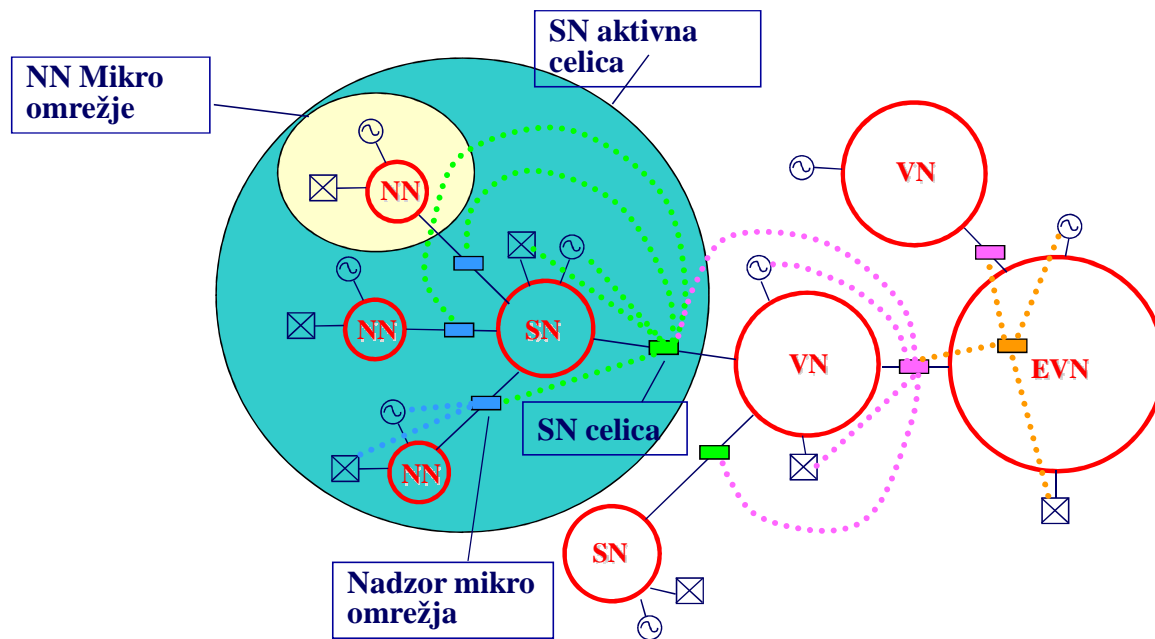 SN aktivna
celica
NN Mikro
omrežje
VN
NN
SN
NN
VN
EVN
SN celica
NN
SN
Nadzor mikro
omrežja